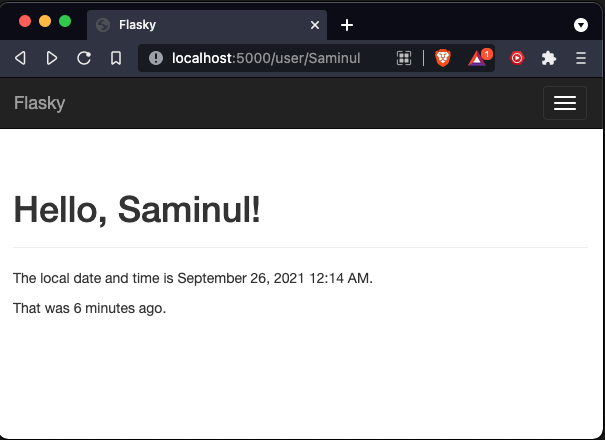 Flasky
localhost:5000/user/Saminul
1
Flasky
Hello, Saminul!
The local date and time is September 26, 2021 12:14 AM.
That was 6 minutes ago.